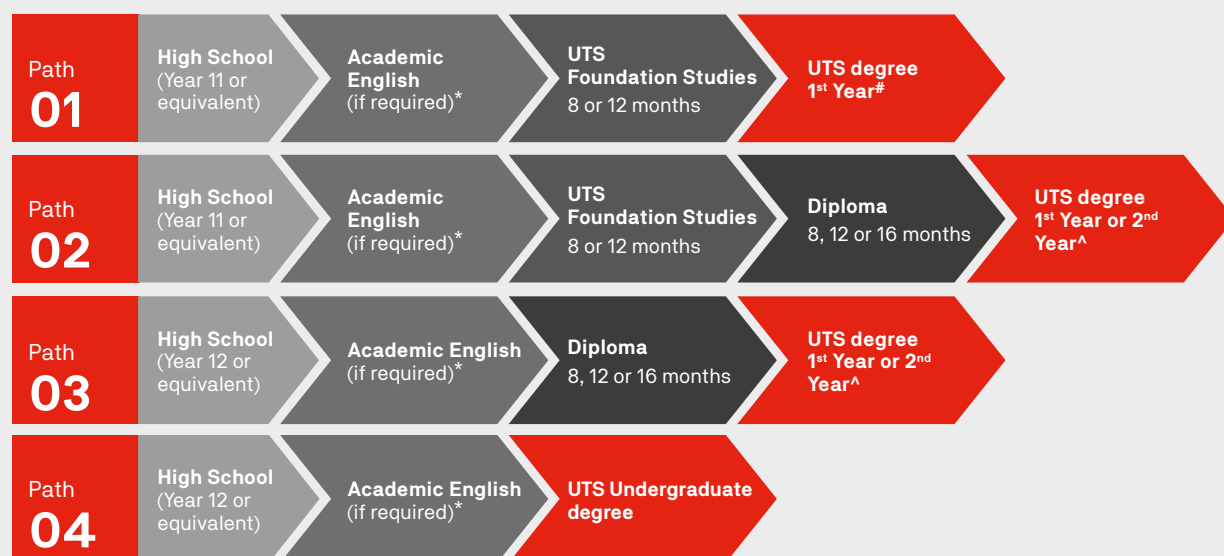 Path
01
High School
(Year 11 or
equivalent)
Academic
English
(if required)*
UTS
Foundation Studies
8 or 12 months
UTS degree
1st Year#
Path
02
High School
(Year 11 or
equivalent)
Academic
English
(if required)*
UTS
Foundation Studies
8 or 12 months
Diploma
8, 12 or 16 months
UTS degree
1st Year or 2nd
Year^
Path
03
High School
(Year 12 or
equivalent)
Academic English
(if required)*
Diploma
8, 12 or 16 months
UTS degree
1st Year or 2nd
Year^
Path
04
High School
(Year 12 or
equivalent)
Academic English
(if required)*
UTS Undergraduate
degree